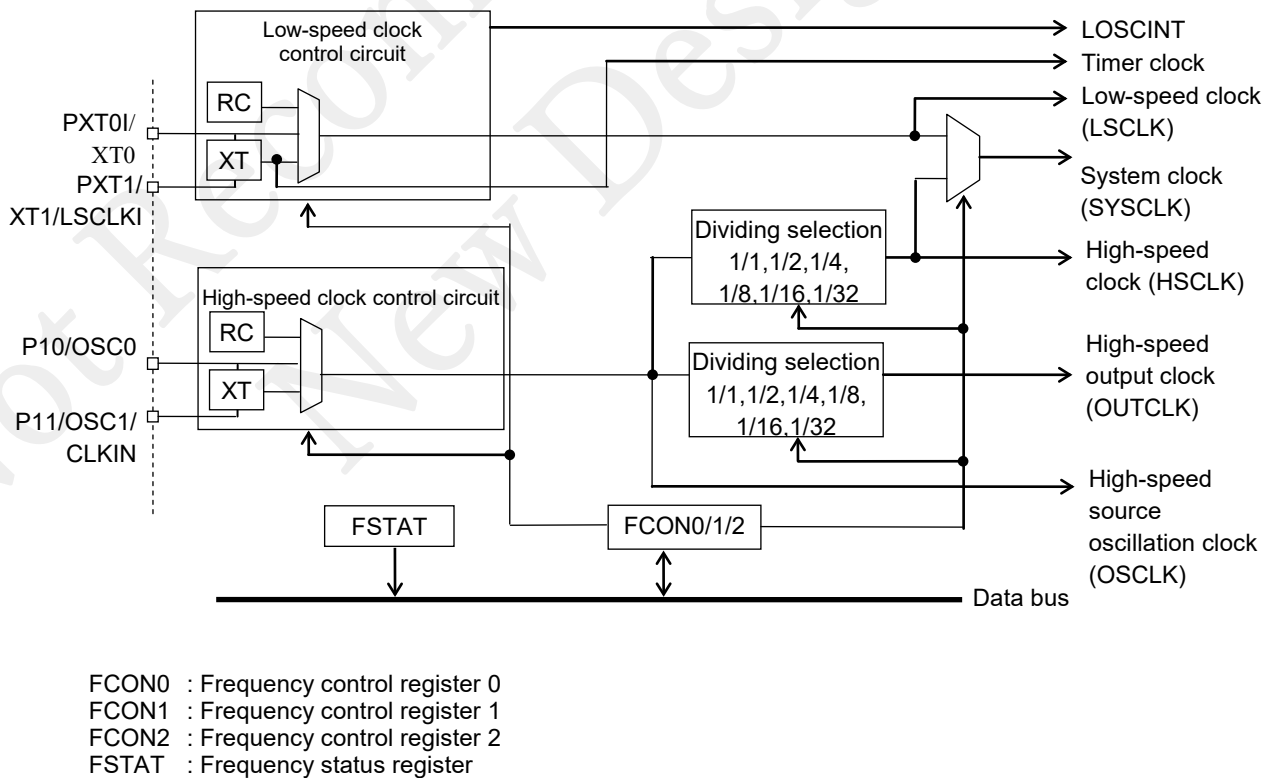 Low-speed clock
control circuit
RC
XT
PXT0I/
XT0
PXT1/
XT1/LSCLKI
LOSCINT
Timer clock
Low-speed clock
(LSCLK)
System clock
(SYSCLK)
Dividing selection
1/1,1/2,1/4,
1/8,1/16,1/32
High-speed
clock (HSCLK)
High-speed clock control circuit
RC
XT
P10/OSC0
P11/OSC1/
CLKIN
Dividing selection
1/1,1/2,1/4,1/8,
1/16,1/32
High-speed
output clock
(OUTCLK)
High-speed
source
oscillation clock
(OSCLK)
FSTAT
FCON0/1/2
Data bus
FCON0 : Frequency control register 0
FCON1 : Frequency control register 1
FCON2 : Frequency control register 2
FSTAT : Frequency status register
New